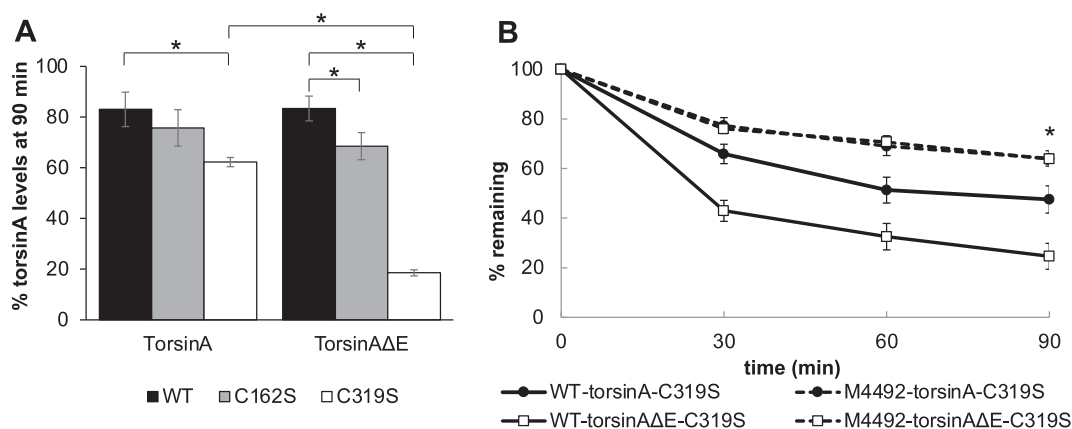 A
% torsinA levels at 90 min
100
80
60
40
20
0
*
*
*
*
TorsinA
TorsinAΔE
WT
C162S
C319S
B
% remaining
100
80
60
40
20
0
*
0
30
60
90
time (min)
WT-torsinA-C319S
M4492-torsinA-C319S
WT-torsinAΔE-C319S
M4492-torsinAΔE-C319S